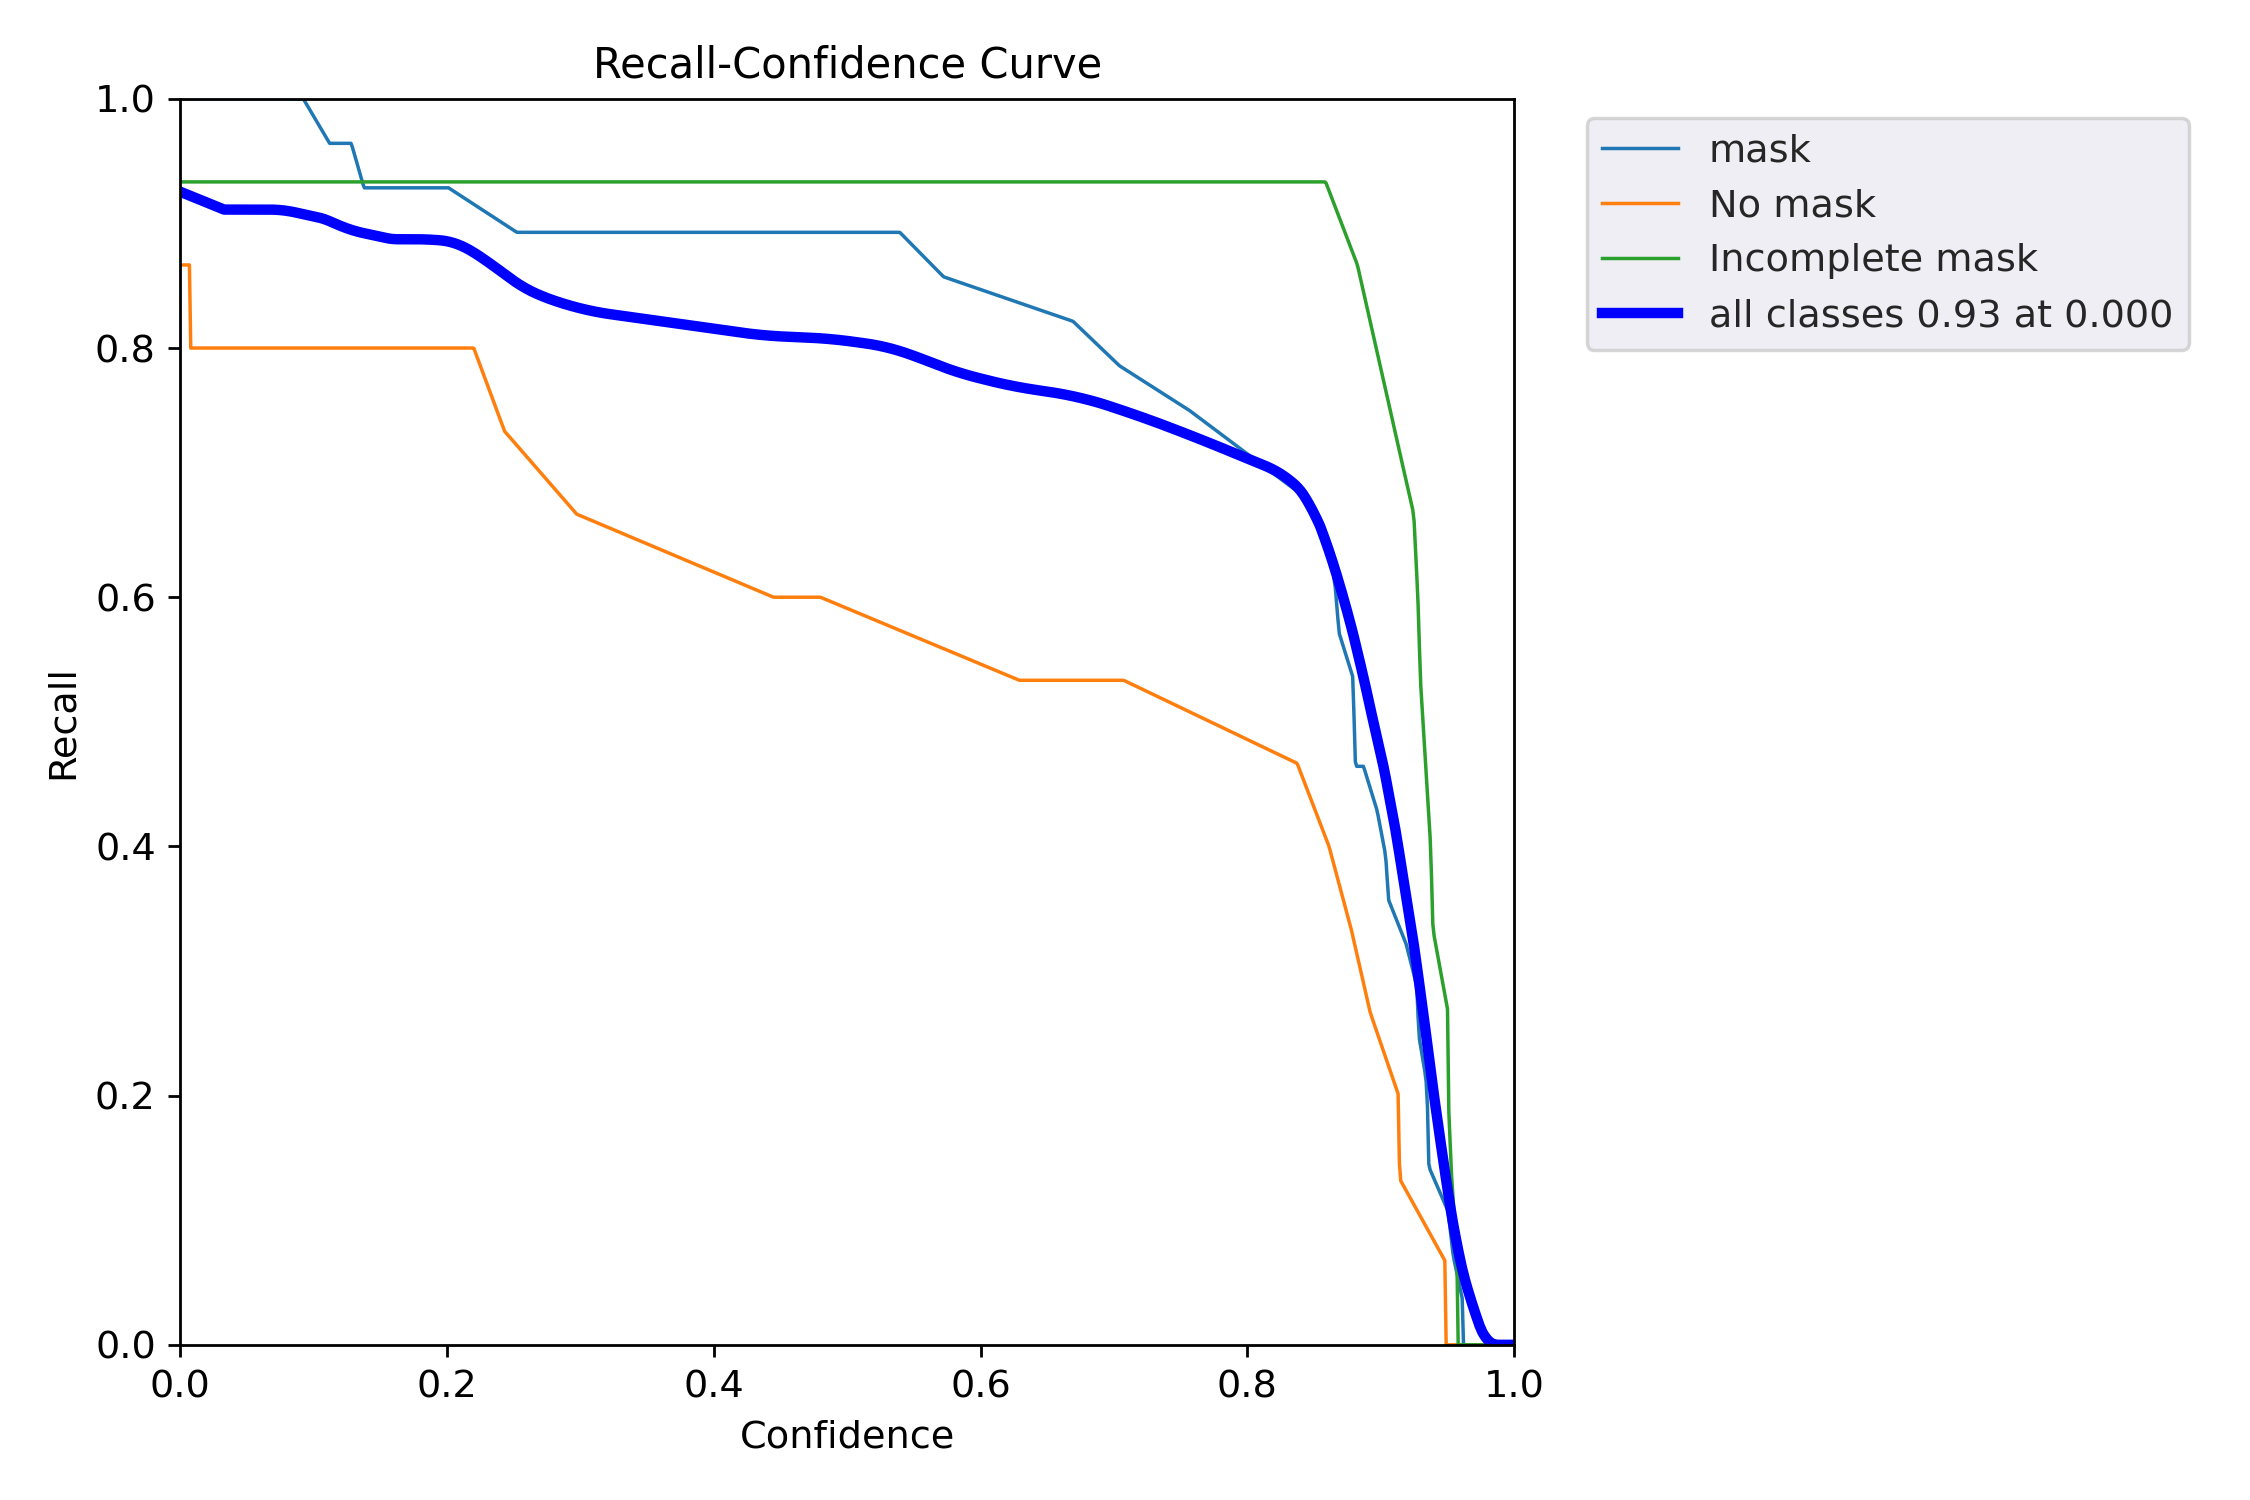 Recall-Confidence Curve
1.0
0.8
0.6
0.4
0.2
0.0
Recall
0.0 0.2 0.4 0.6 0.8 1.0
Confidence
mask
No mask
Incomplete mask
all classes 0.93 at 0.000